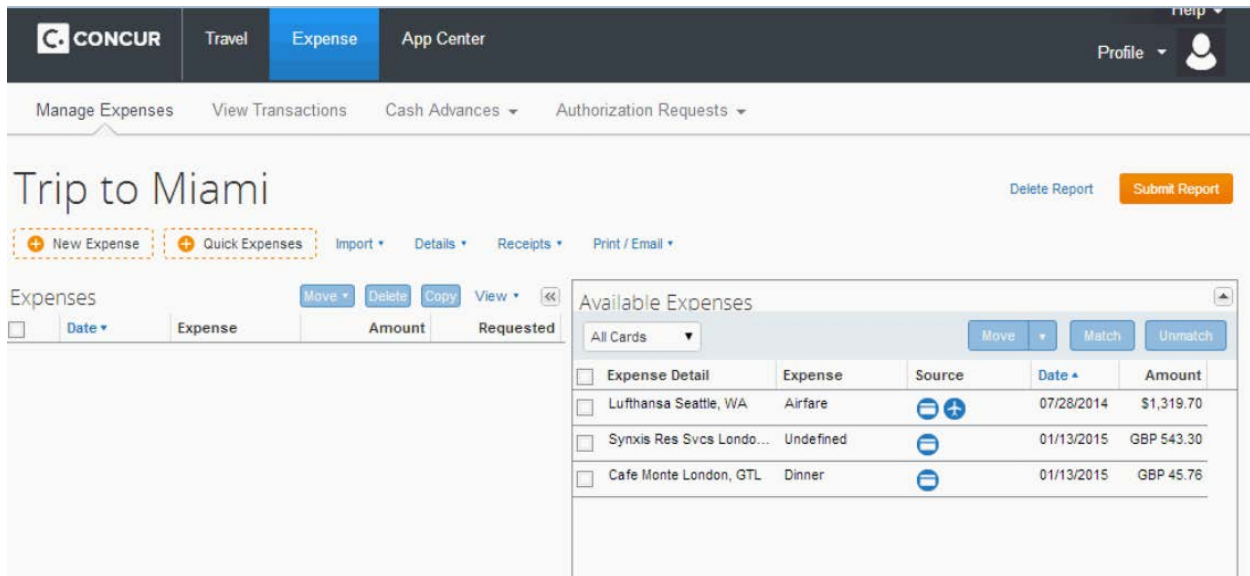 Help
C. CONCUR Travel Expense App Center
Profile
Manage Expenses View Transactions Cash Advances Authorization Requests
Trip to Miami
Delete Report Submit Report
New Expense Quick Expenses Import Details Receipts Print / Email
Expenses Move Delete Copy View
Date Expense Amount Requested
Available Expenses
All Cards Move Match Unmatch
Expense Detail Expense Source Date Amount
Lufthansa Seattle, WA Airfare 07/28/2014 $1,319.70
Synxis Res Svcs Londo... Undefined 01/13/2015 GBP 543.30
Cafe Monte London, GTL Dinner 01/13/2015 GBP 45.76